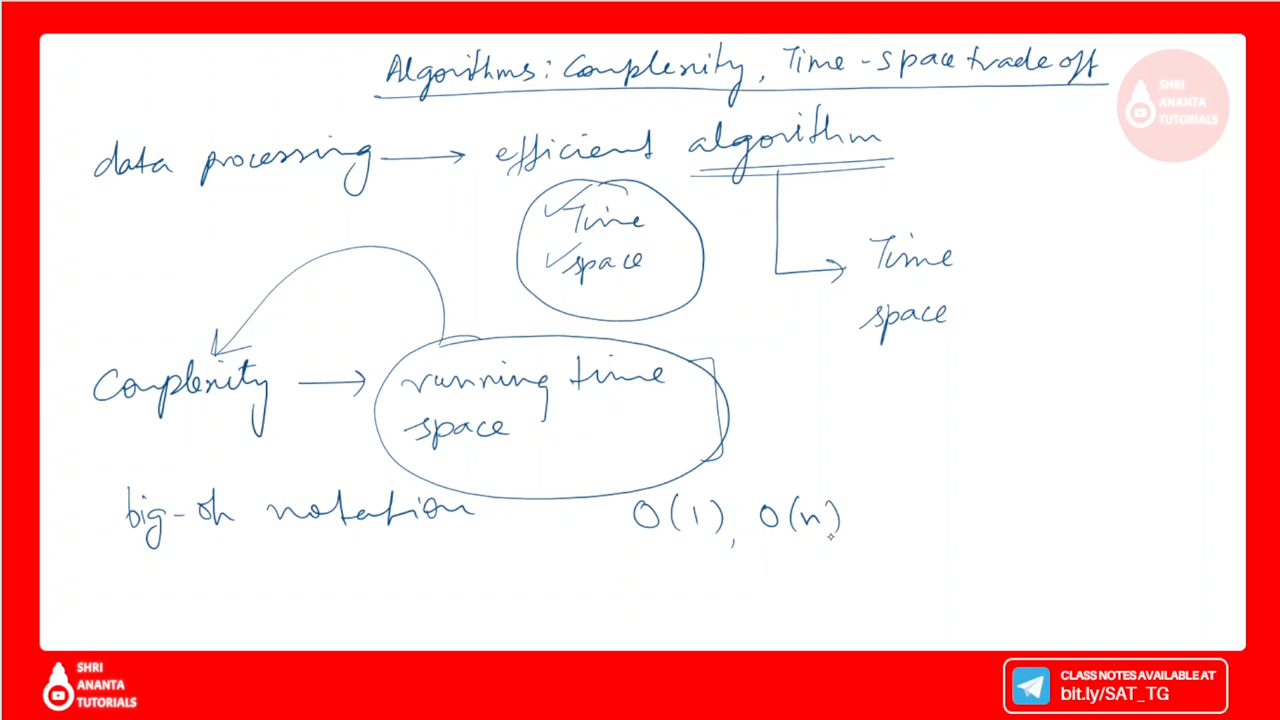 Algorithms: Complexity, Time-space trade off
SHRI
ANANTA
TUTORIALS
data processing → efficient algorithm
✓Time
✓space
Time
space
Complexity → running time
space
big-oh notation O(1), O(n)
SHRI
ANANTA
TUTORIALS
CLASS NOTES AVAILABLE AT
bit.ly/SAT_TG